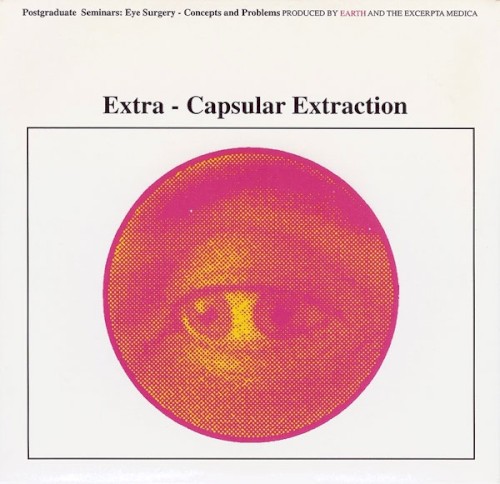 Postgraduate Seminars: Eye Surgery - Concepts and Problems PRODUCED BY EARTH AND THE EXCERPTA MEDICA
Extra - Capsular Extraction